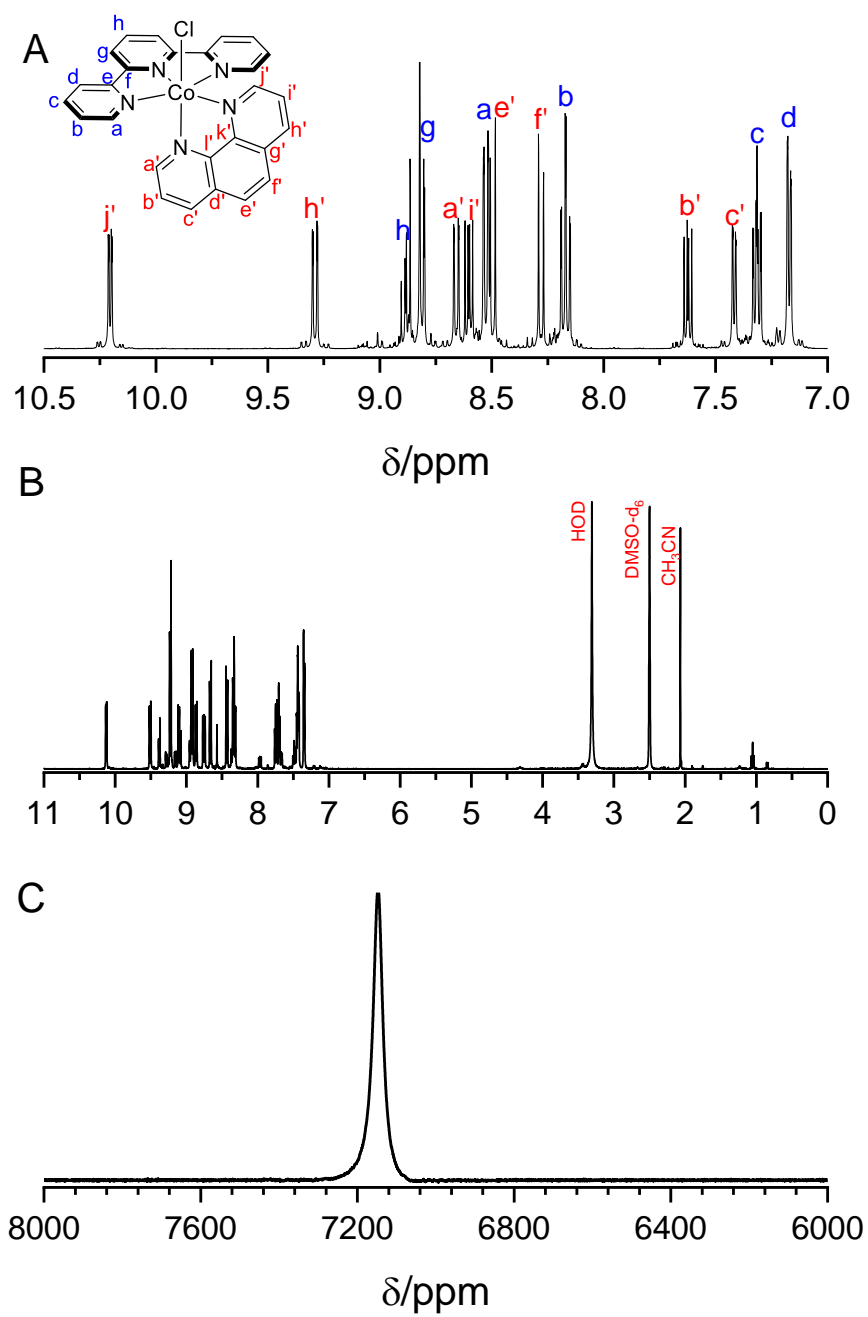 A
h
Cl
g
d
e
f
N
N
N
j'
i'
c
N
Co
N
h'
b
a
k'
g'
l'
a'
N
f'
b'
d'
e'
c'
j'
h'
h
g
a'
i'
a
e'
f'
b
b'
c'
c
d
10.5 10.0 9.5 9.0 8.5 8.0 7.5 7.0
δ/ppm
B
HOD
DMSO-d6
CH3CN
11 10 9 8 7 6 5 4 3 2 1 0
C
8000 7600 7200 6800 6400 6000
δ/ppm